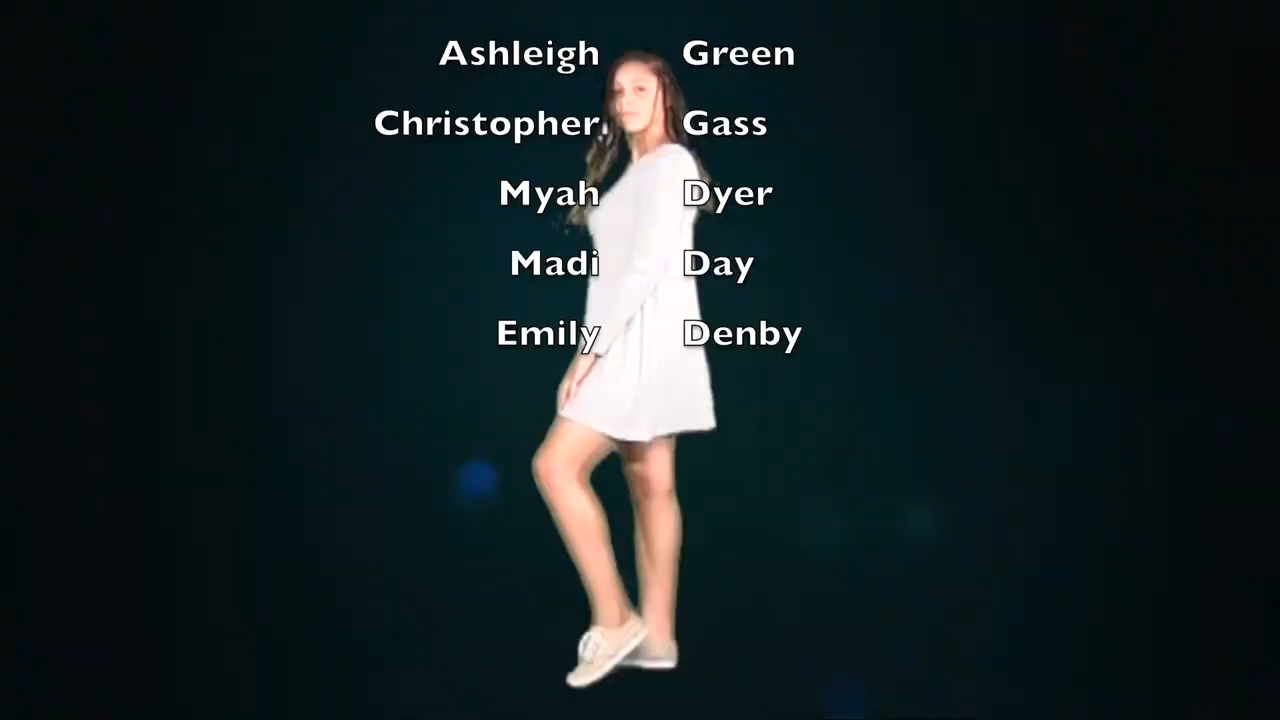 Ashleigh Green
Christopher Gass
Myah Dyer
Madi Day
Emily Denby